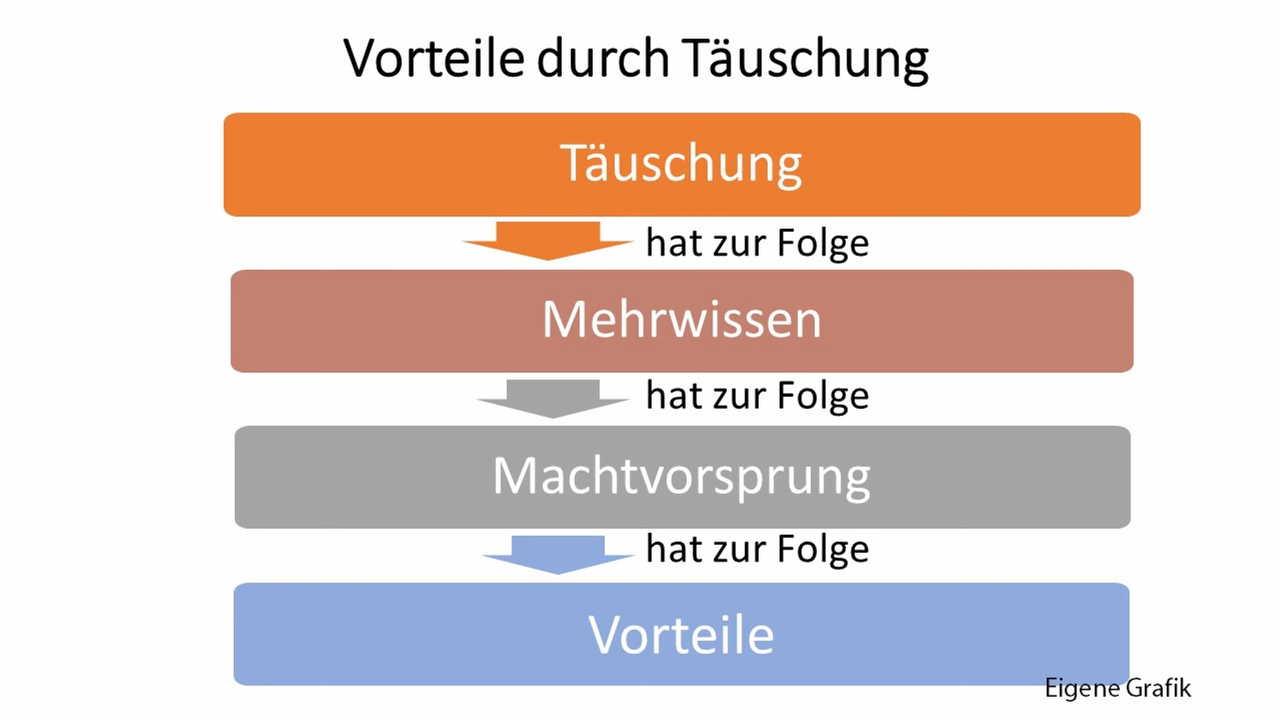 Vorteile durch Täuschung
Täuschung
hat zur Folge
Mehrwissen
hat zur Folge
Machtvorsprung
hat zur Folge
Vorteile
Eigene Grafik